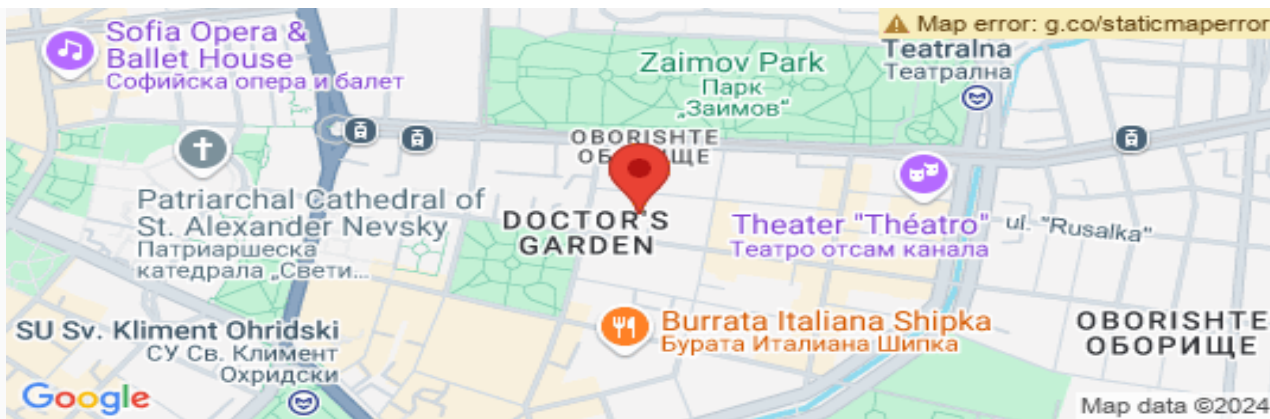 Sofia Opera &
Ballet House
Софийска опера и балет
Map error: g.co/staticmaperror
Teatralna
Театрална
Zaimov Park
Парк
„Заимов“
OBORISHTE
ОБОРИЩЕ
Patriarchal Cathedral of
St. Alexander Nevsky
Патриаршеска
катедрала „Свети...
DOCTOR'S
GARDEN
Theater "Théatro"
Театро отсам канала
ul. "Rusalka"
SU Sv. Kliment Ohridski
СУ Св. Климент
Охридски
Burrata Italiana Shipka
Бурата Италиана Шипка
OBORISHTE
ОБОРИЩЕ
Google
Map data ©2024